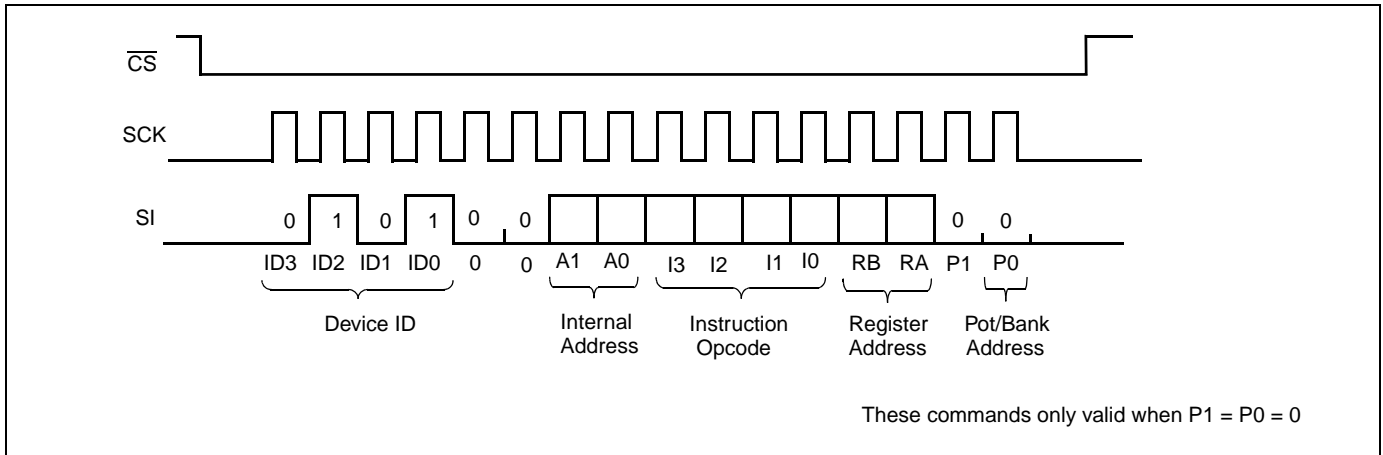 CS
SCK
SI
0 1 0 1 0 0 0 0
ID3 ID2 ID1 ID0 0 0 A1 A0 I3 I2 I1 I0 RB RA P1 P0
Device ID
Internal
Address
Instruction
Opcode
Register
Address
Pot/Bank
Address
These commands only valid when P1 = P0 = 0